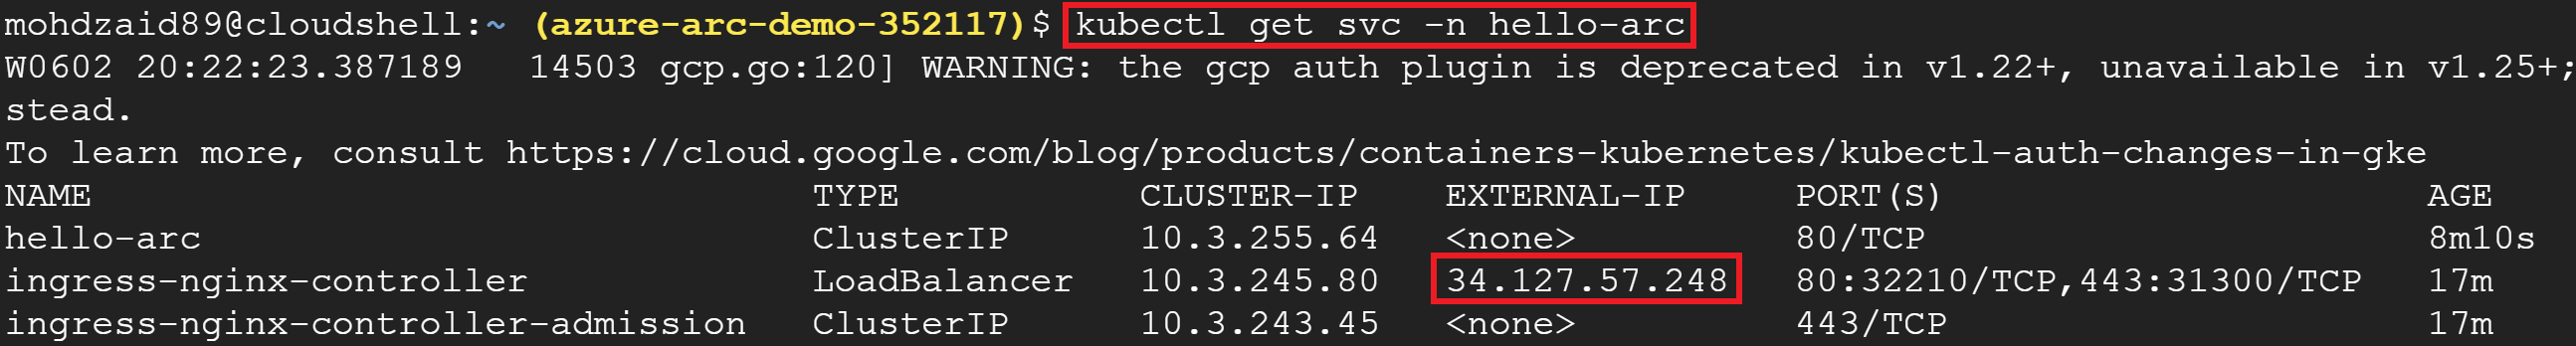 mohdzaid89@cloudshell:~ (azure-arc-demo-352117)$ kubectl get svc -n hello-arc
W0602 20:22:23.387189   14503 gcp.go:120] WARNING: the gcp auth plugin is deprecated in v1.22+, unavailable in v1.25+;
stead.
To learn more, consult https://cloud.google.com/blog/products/containers-kubernetes/kubectl-auth-changes-in-gke
NAME                                 TYPE           CLUSTER-IP    EXTERNAL-IP     PORT(S)                      AGE
hello-arc                            ClusterIP      10.3.255.64   <none>          80/TCP                       8m10s
ingress-nginx-controller             LoadBalancer   10.3.245.80   34.127.57.248   80:32210/TCP,443:31300/TCP   17m
ingress-nginx-controller-admission   ClusterIP      10.3.243.45   <none>          443/TCP                      17m